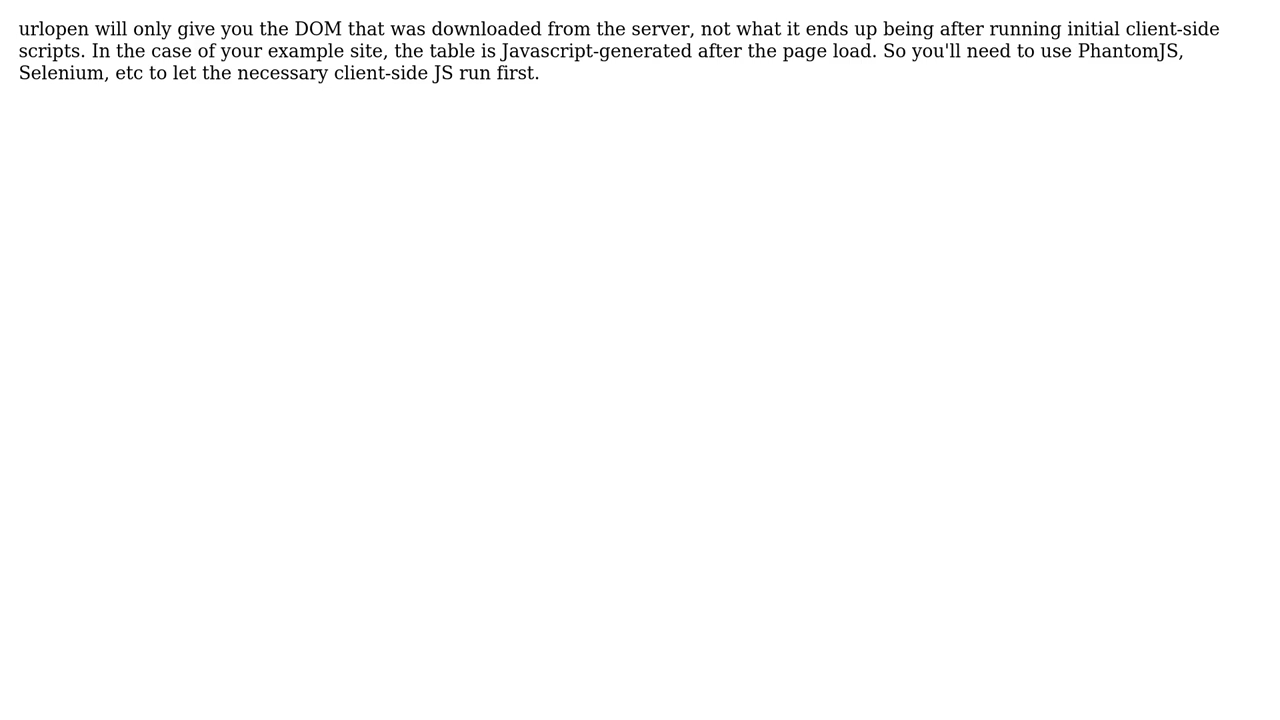 urlopen will only give you the DOM that was downloaded from the server, not what it ends up being after running initial client-side
scripts. In the case of your example site, the table is Javascript-generated after the page load. So you'll need to use PhantomJS,
Selenium, etc to let the necessary client-side JS run first.